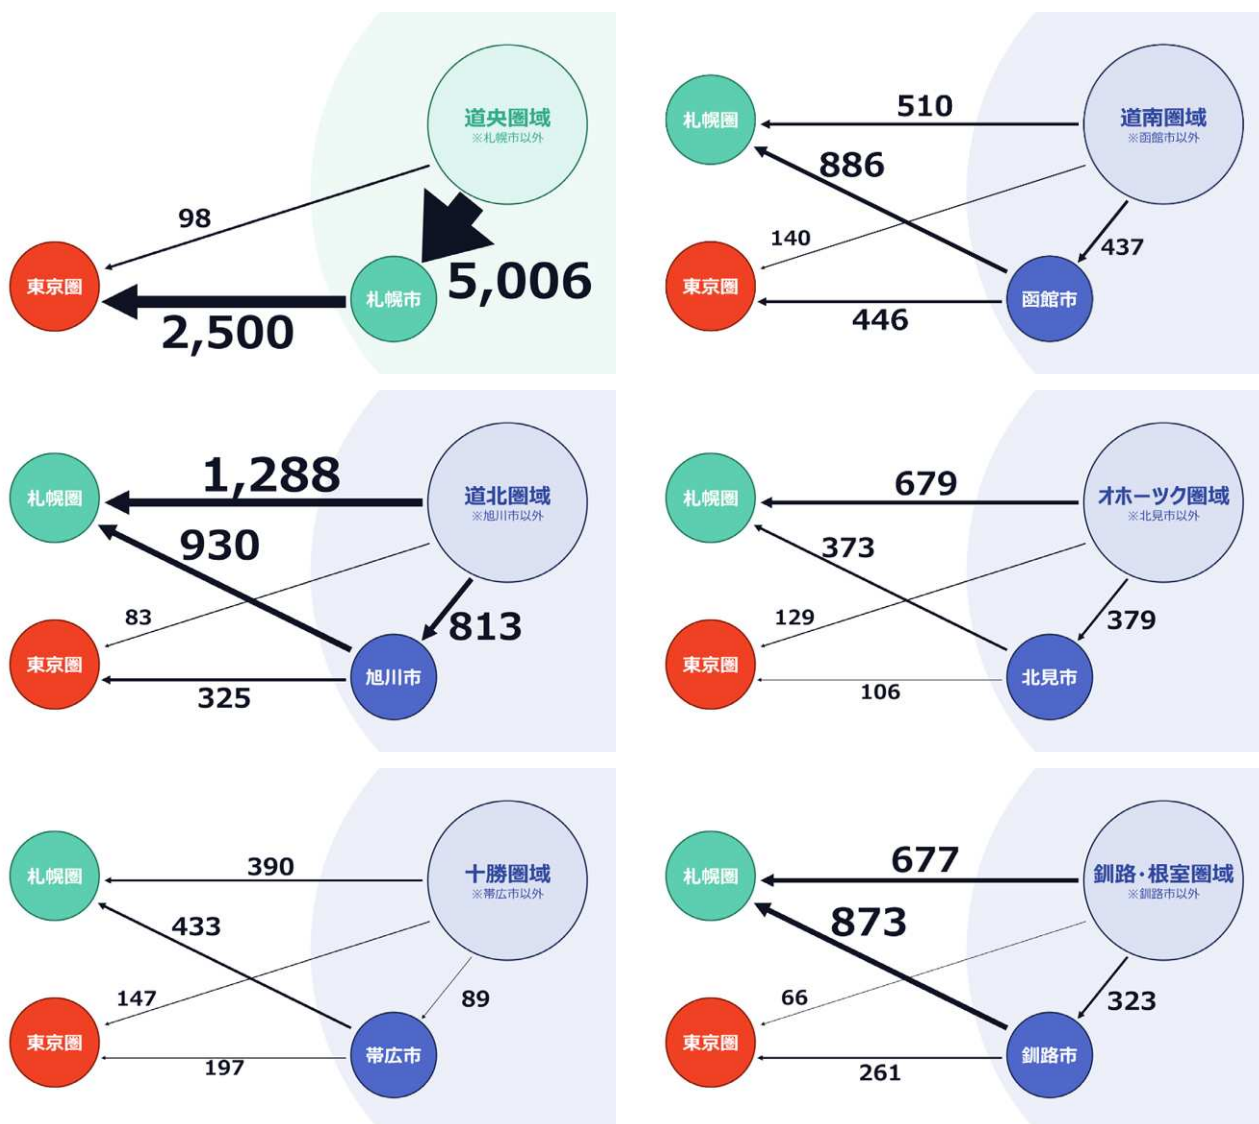 道央圏域
※札幌市以外
98
東京圏
札幌市
5,006
2,500
道南圏域
※函館市以外
札幌圏
510
886
140
437
東京圏
函館市
446
道北圏域
※旭川市以外
札幌圏
1,288
930
83
813
東京圏
旭川市
325
オホーツク圏域
※北見市以外
札幌圏
679
373
129
379
東京圏
北見市
106
十勝圏域
※帯広市以外
札幌圏
390
433
147
89
東京圏
帯広市
197
釧路・根室圏域
※釧路市以外
札幌圏
677
873
66
323
東京圏
釧路市
261